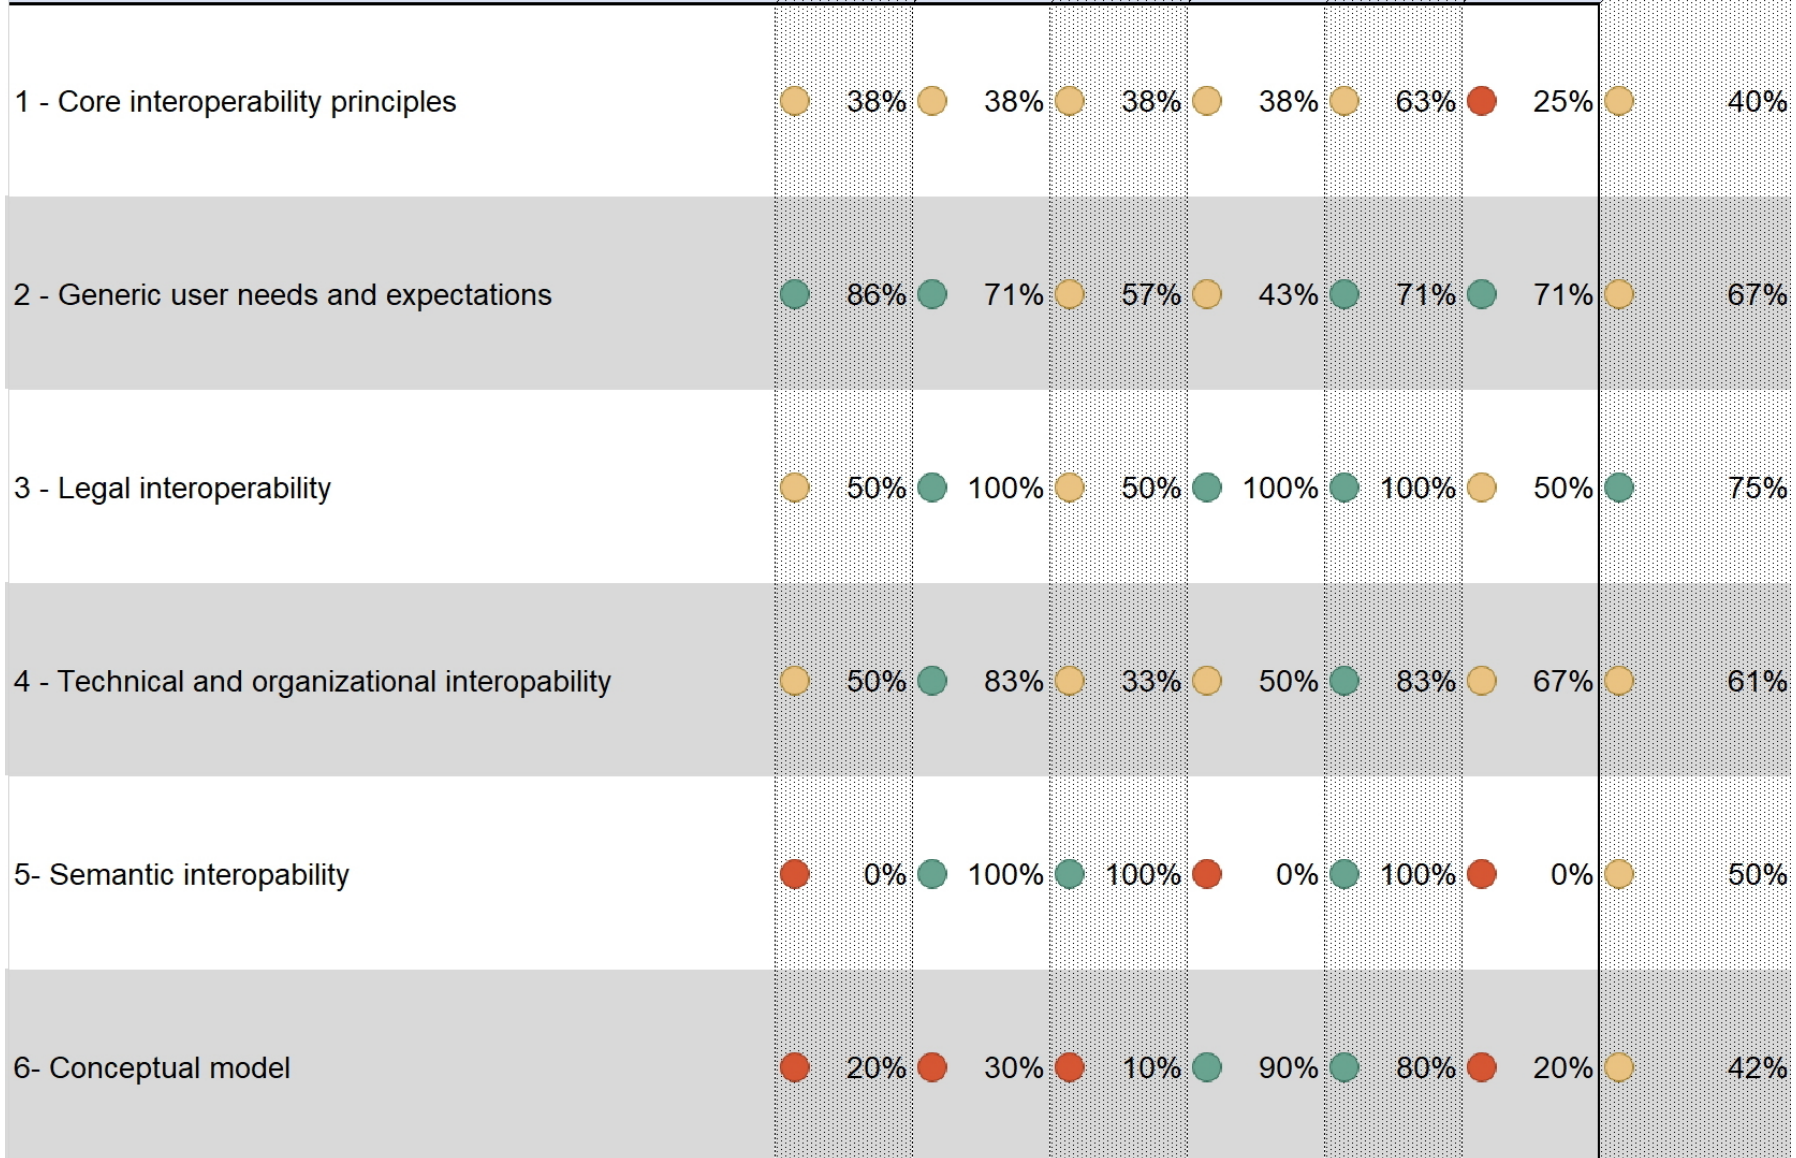 1 - Core interoperability principles 38% 38% 38% 38% 63% 25% 40%
2 - Generic user needs and expectations 86% 71% 57% 43% 71% 71% 67%
3 - Legal interoperability 50% 100% 50% 100% 100% 50% 75%
4 - Technical and organizational interopability 50% 83% 33% 50% 83% 67% 61%
5- Semantic interopability 0% 100% 100% 0% 100% 0% 50%
6- Conceptual model 20% 30% 10% 90% 80% 20% 42%